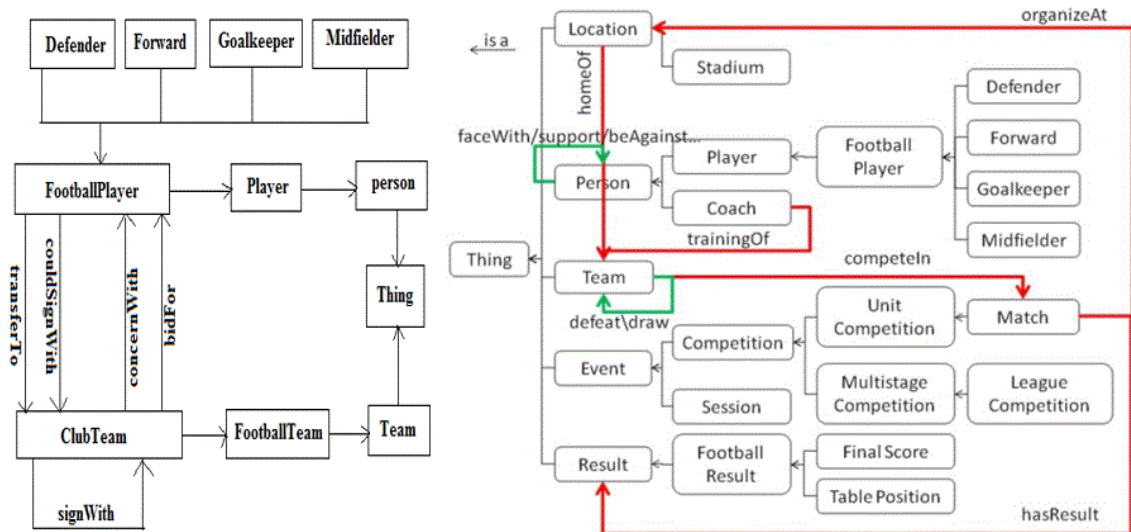 Defender
Forward
Goalkeeper
Midfielder
FootballPlayer
Player
person
transferTo
couldSignWith
concernWith
bidFor
Thing
ClubTeam
FootballTeam
Team
signWith
organizeAt
is a
Location
Stadium
homeOf
faceWith/support/beAgainst...
Person
Player
Coach
Football
Player
Defender
Forward
Goalkeeper
Midfielder
trainingOf
Thing
Team
competeIn
defeat\draw
Event
Competition
Session
Unit
Competition
Match
Multistage
Competition
League
Competition
Result
Football
Result
Final Score
Table Position
hasResult